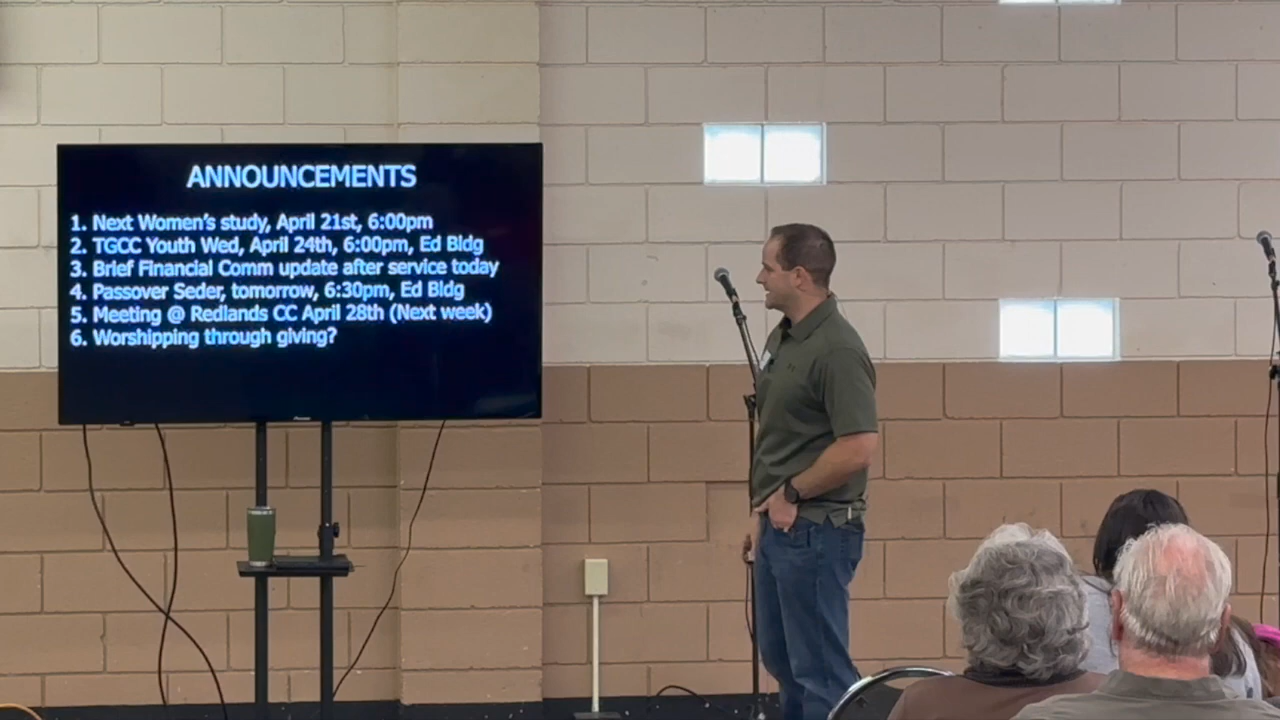 ANNOUNCEMENTS
1. Next Women's study, April 21st, 6:00pm
2. TGCC Youth Wed, April 24th, 6:00pm, Ed Bldg
3. Brief Financial Comm update after service today
4. Passover Seder, tomorrow, 6:30pm, Ed Bldg
5. Meeting @ Redlands CC April 28th (Next week)
6. Worshipping through giving?